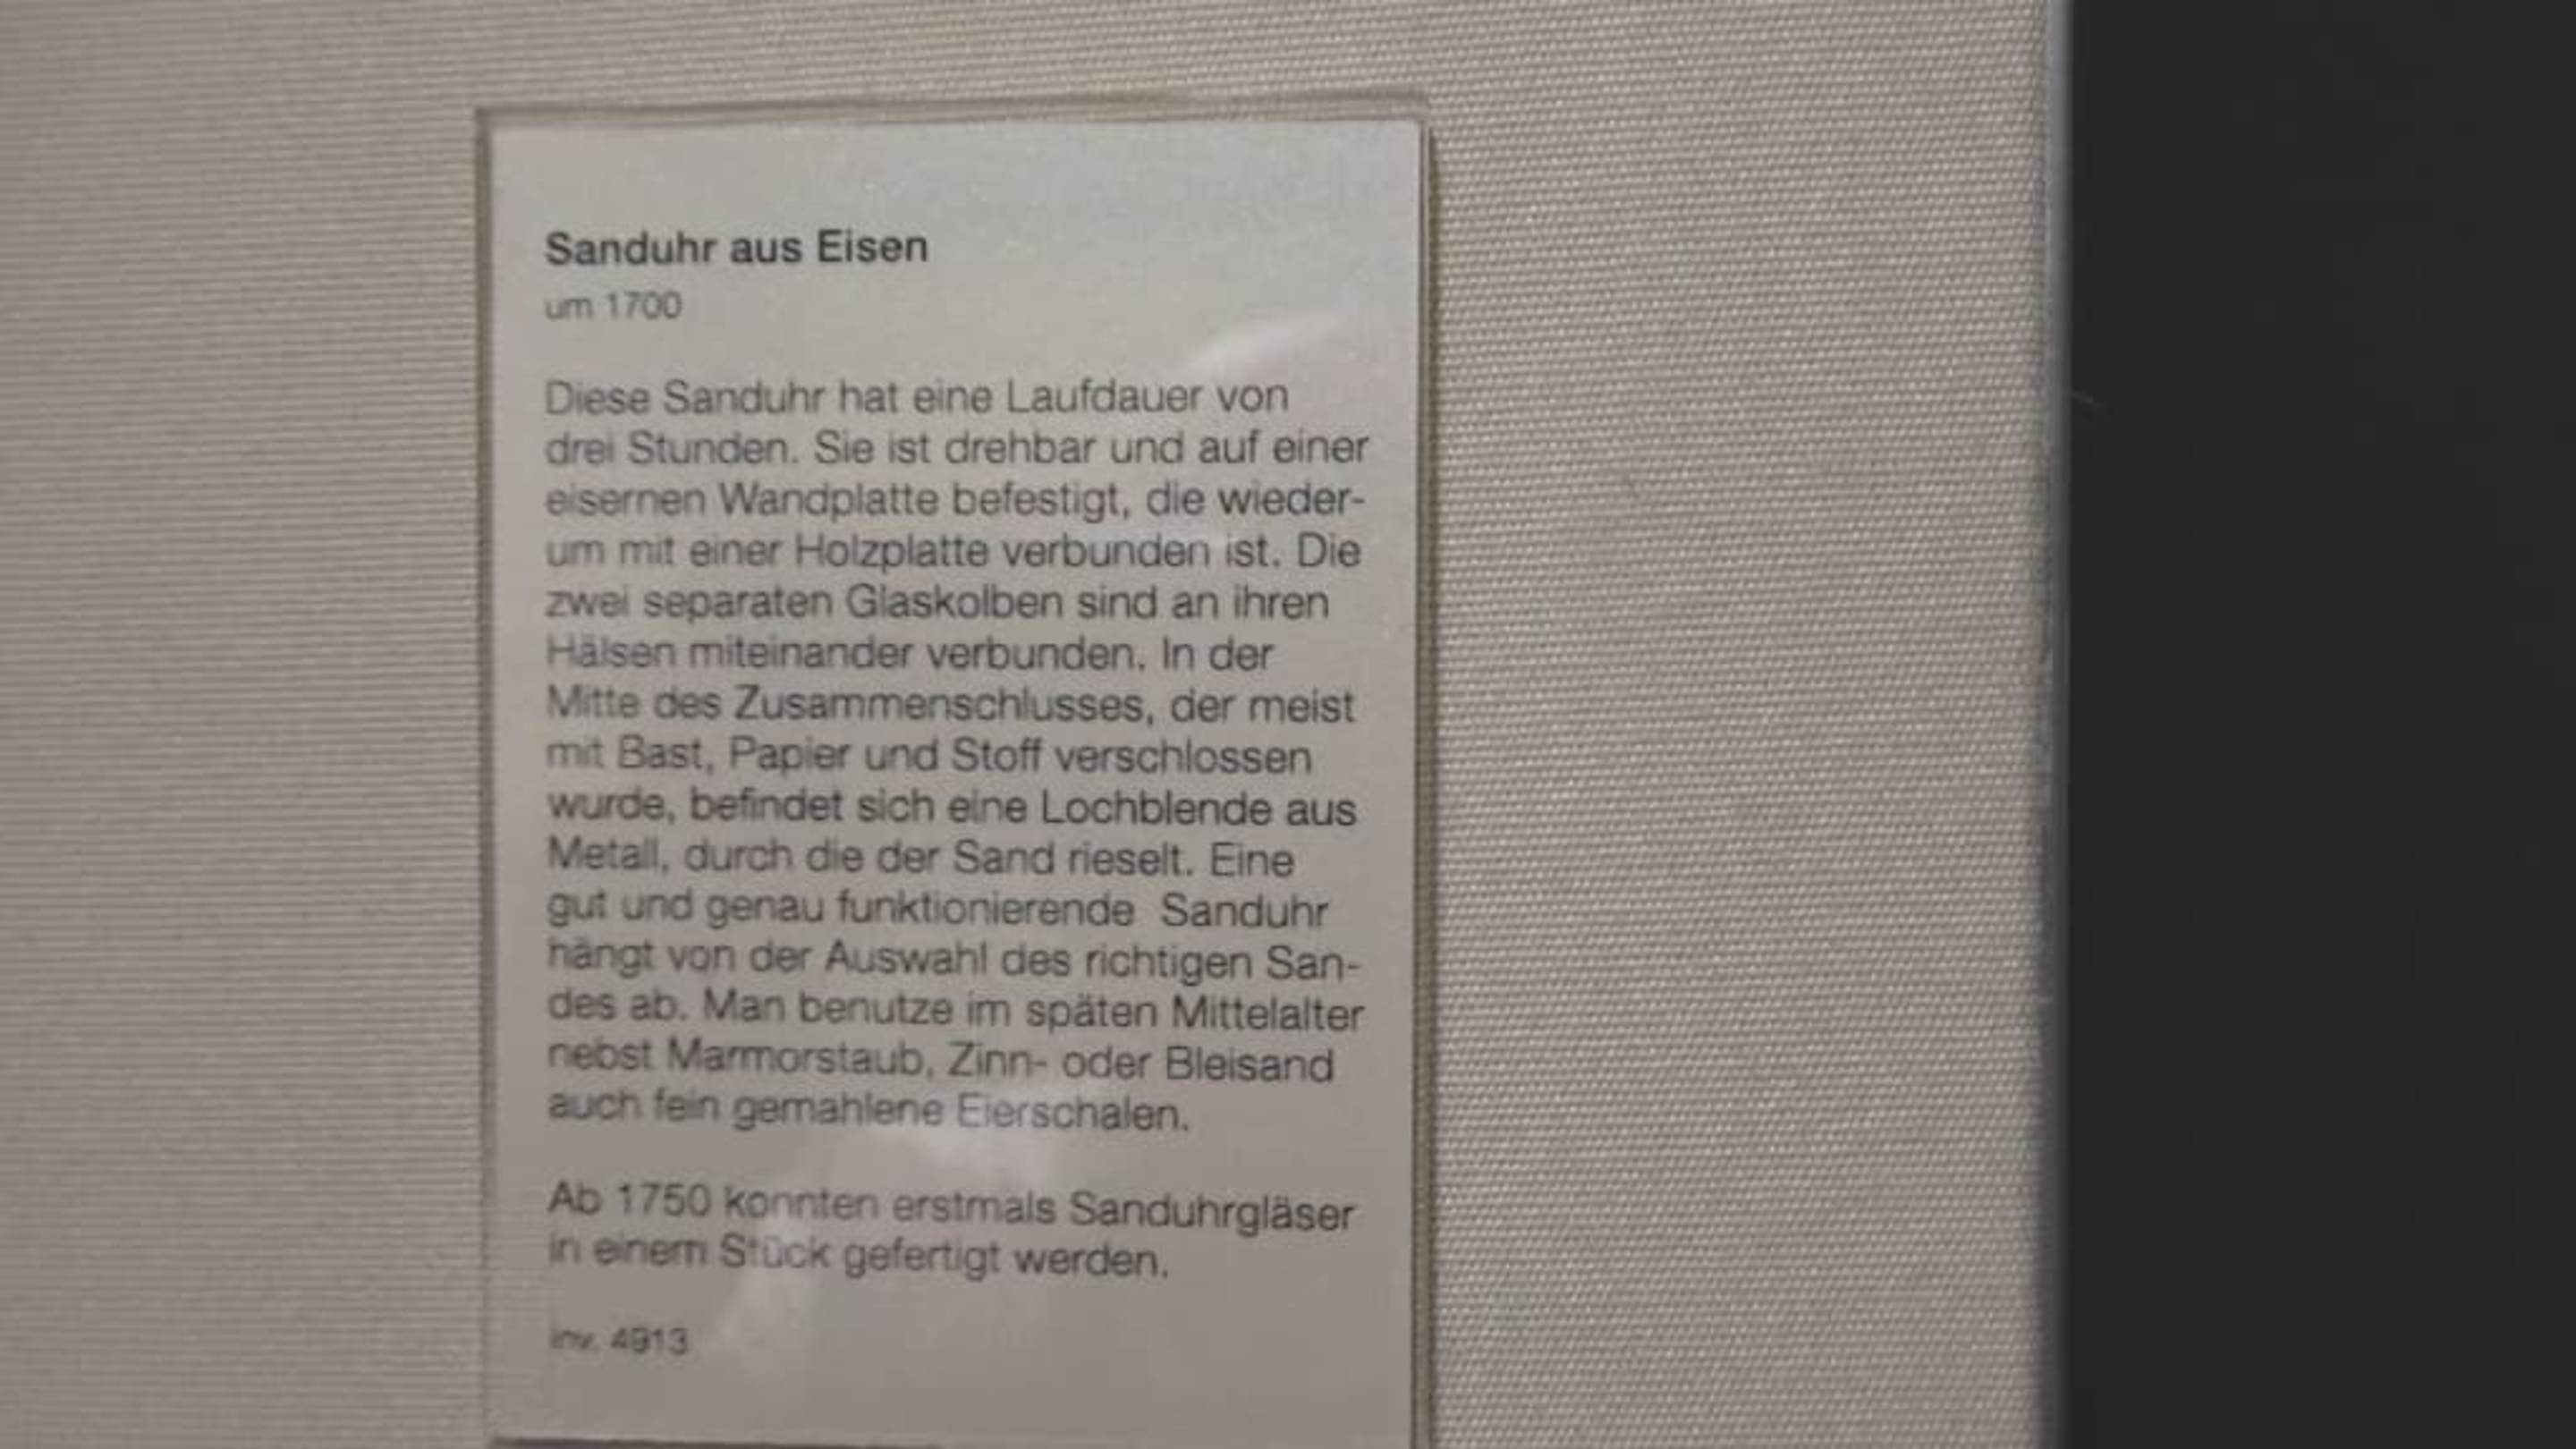 Sanduhr aus Eisen
um 1700
Diese Sanduhr hat eine Laufdauer von
drei Stunden. Sie ist drehbar und auf einer
eisernen Wandplatte befestigt, die wieder-
um mit einer Holzplatte verbunden ist. Die
zwei separaten Glaskolben sind an ihren
Hälsen miteinander verbunden. In der
Mitte des Zusammenschlusses, der meist
mit Bast, Papier und Stoff verschlossen
wurde, befindet sich eine Lochblende aus
Metall, durch die der Sand rieselt. Eine
gut und genau funktionierende Sanduhr
hängt von der Auswahl des richtigen San-
des ab. Man benutze im späten Mittelalter
nebst Marmorstaub, Zinn- oder Bleisand
auch fein gemahlene Eierschalen.
Ab 1750 konnten erstmals Sanduhrgläser
in einem Stück gefertigt werden.
Inv. 4913